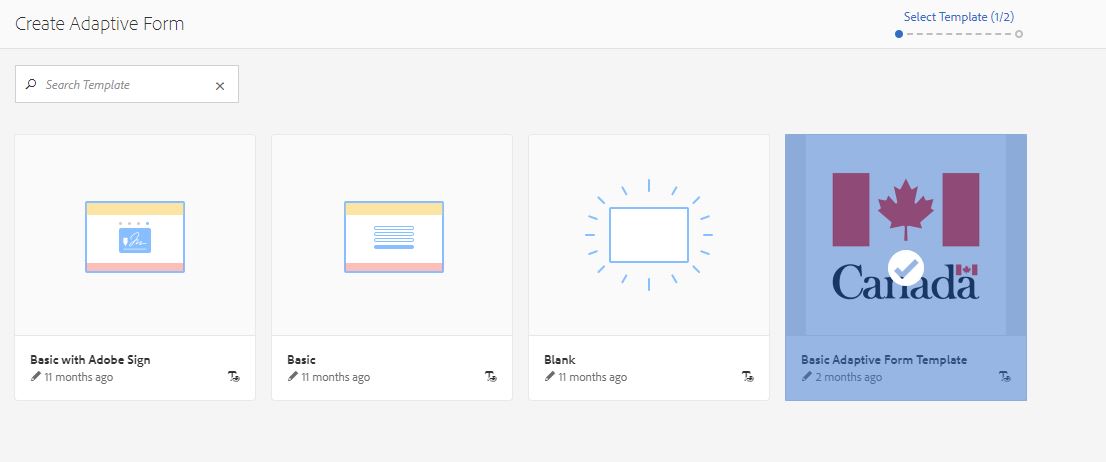 Create Adaptive Form
Select Template (1/2)
Search Template
Canada
Basic with Adobe Sign
11 months ago
Basic
11 months ago
Blank
11 months ago
Basic Adaptive Form Template
2 months ago